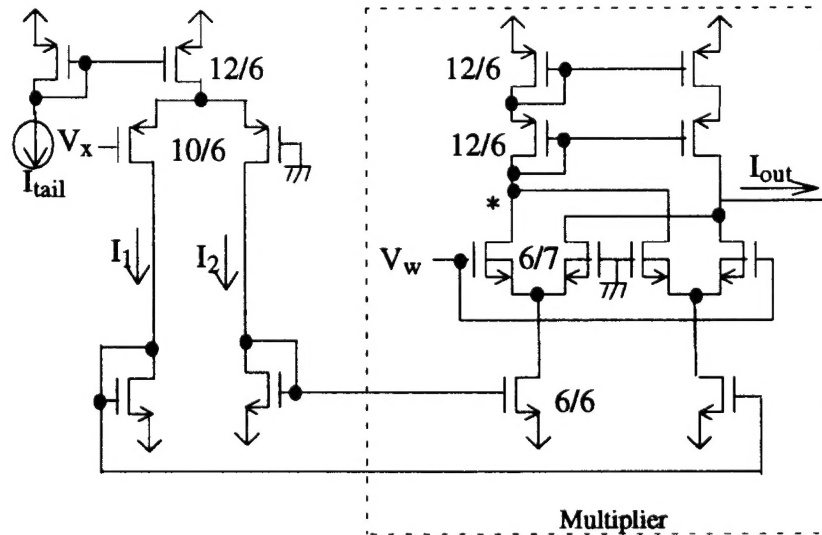 12/6
12/6
V_x
10/6
12/6
I_tail
I_out
*
I_1
I_2
V_w
6/7
6/6
Multiplier